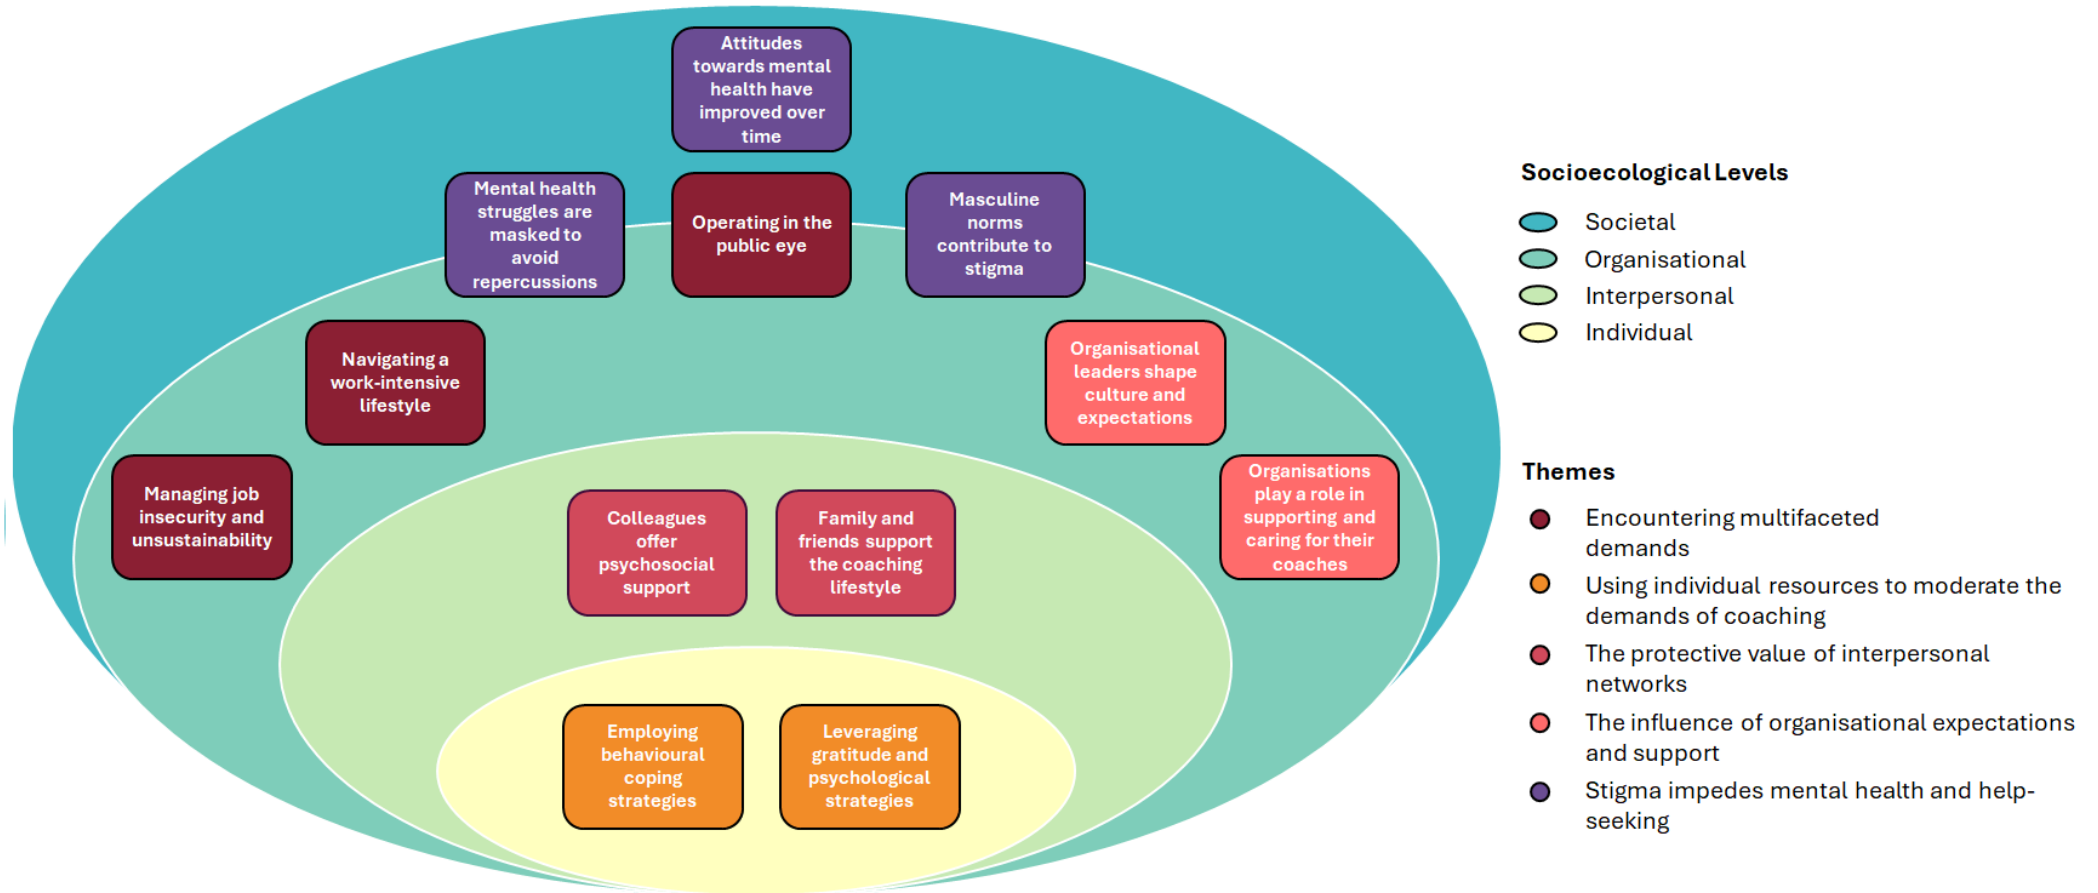 Attitudes
towards mental
health have
improved over
time
Mental health
struggles are
masked to
avoid
repercussions
Operating in the
public eye
Masculine
norms
contribute to
stigma
Navigating a
work-intensive
lifestyle
Organisational
leaders shape
culture and
expectations
Managing job
insecurity and
unsustainability
Organisations
play a role in
supporting and
caring for their
coaches
Colleagues
offer
psychosocial
support
Family and
friends support
the coaching
lifestyle
Employing
behavioural
coping
strategies
Leveraging
gratitude and
psychological
strategies
Socioecological Levels
Societal
Organisational
Interpersonal
Individual
Themes
Encountering multifaceted
demands
Using individual resources to moderate the
demands of coaching
The protective value of interpersonal
networks
The influence of organisational expectations
and support
Stigma impedes mental health and help-
seeking